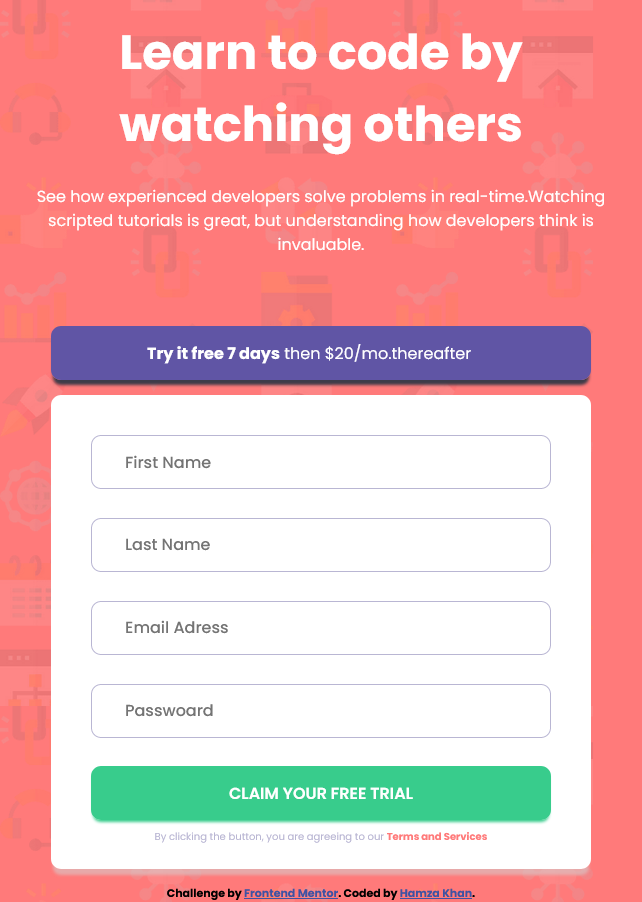 Learn to code by
watching others
See how experienced developers solve problems in real-time.Watching
scripted tutorials is great, but understanding how developers think is
invaluable.
Try it free 7 days then $20/mo.thereafter
First Name
Last Name
Email Adress
Passwoard
CLAIM YOUR FREE TRIAL
By clicking the button, you are agreeing to our Terms and Services
Challenge by Frontend Mentor. Coded by Hamza Khan.